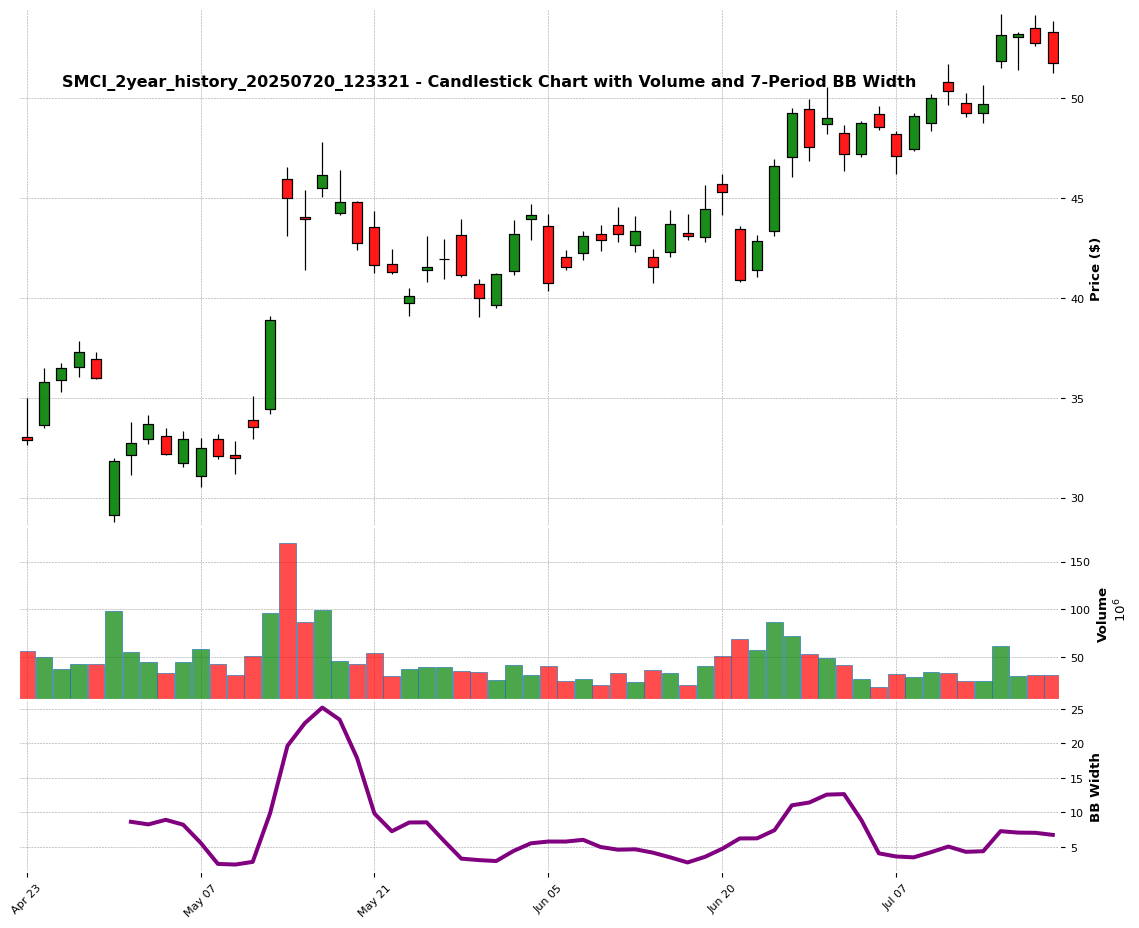 SMCI_2year_history_20250720_123321 - Candlestick Chart with Volume and 7-Period BB Width
50
45
40
35
30
Price ($)
150
100
50
Volume
10^6
25
20
15
10
5
BB Width
Apr 23
May 07
May 21
Jun 05
Jun 20
Jul 07